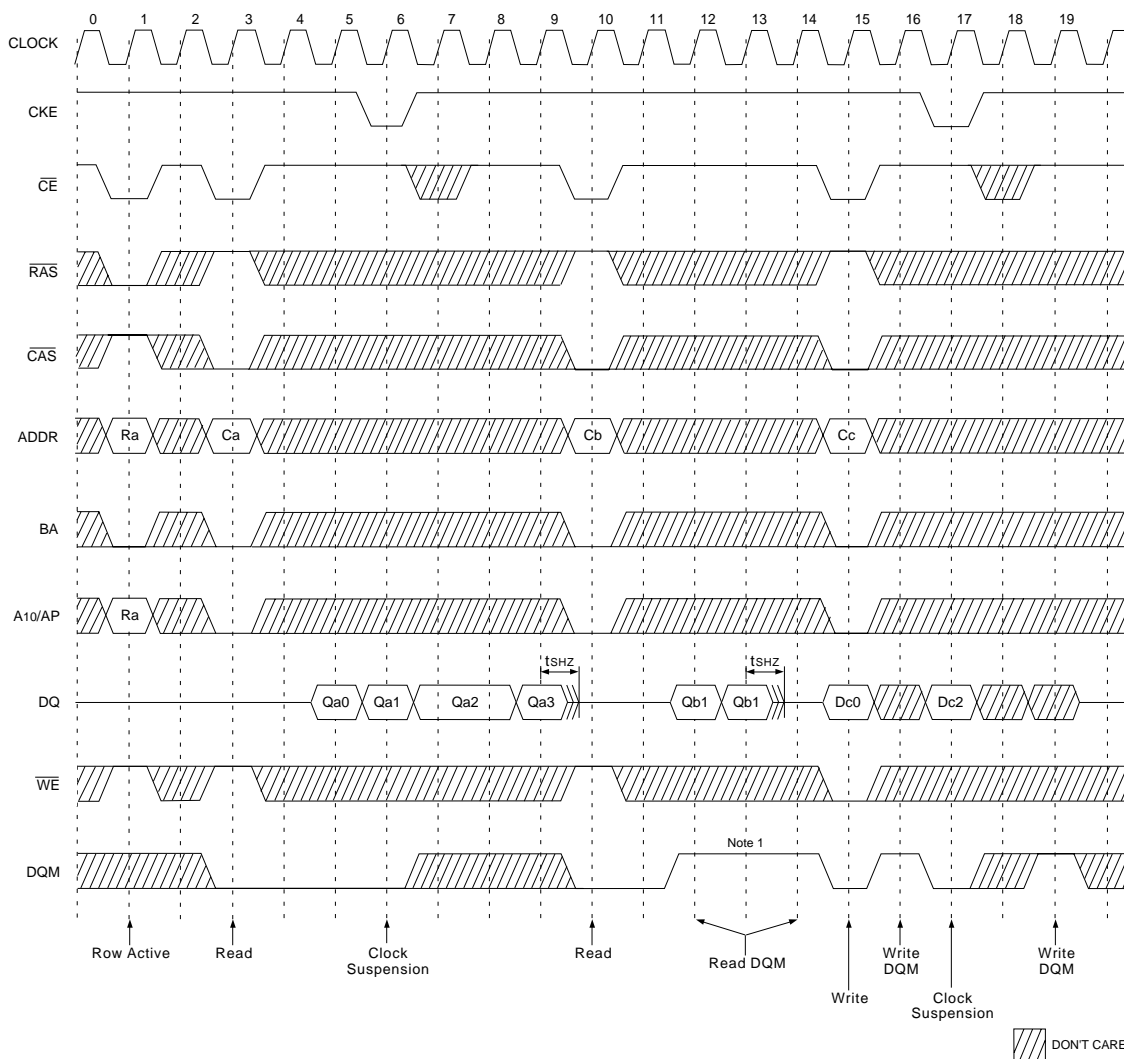 0 1 2 3 4 5 6 7 8 9 10 11 12 13 14 15 16 17 18 19
CLOCK
CKE
CE
RAS
CAS
ADDR Ra Ca Cb Cc
BA
A10/AP Ra
tSHZ tSHZ
DQ Qa0 Qa1 Qa2 Qa3 Qb1 Qb1 Dc0 Dc2
WE
Note 1
DQM
Row Active Read Clock Suspension Read Read DQM Write DQM Write DQM
Write Clock Suspension
DON'T CARE